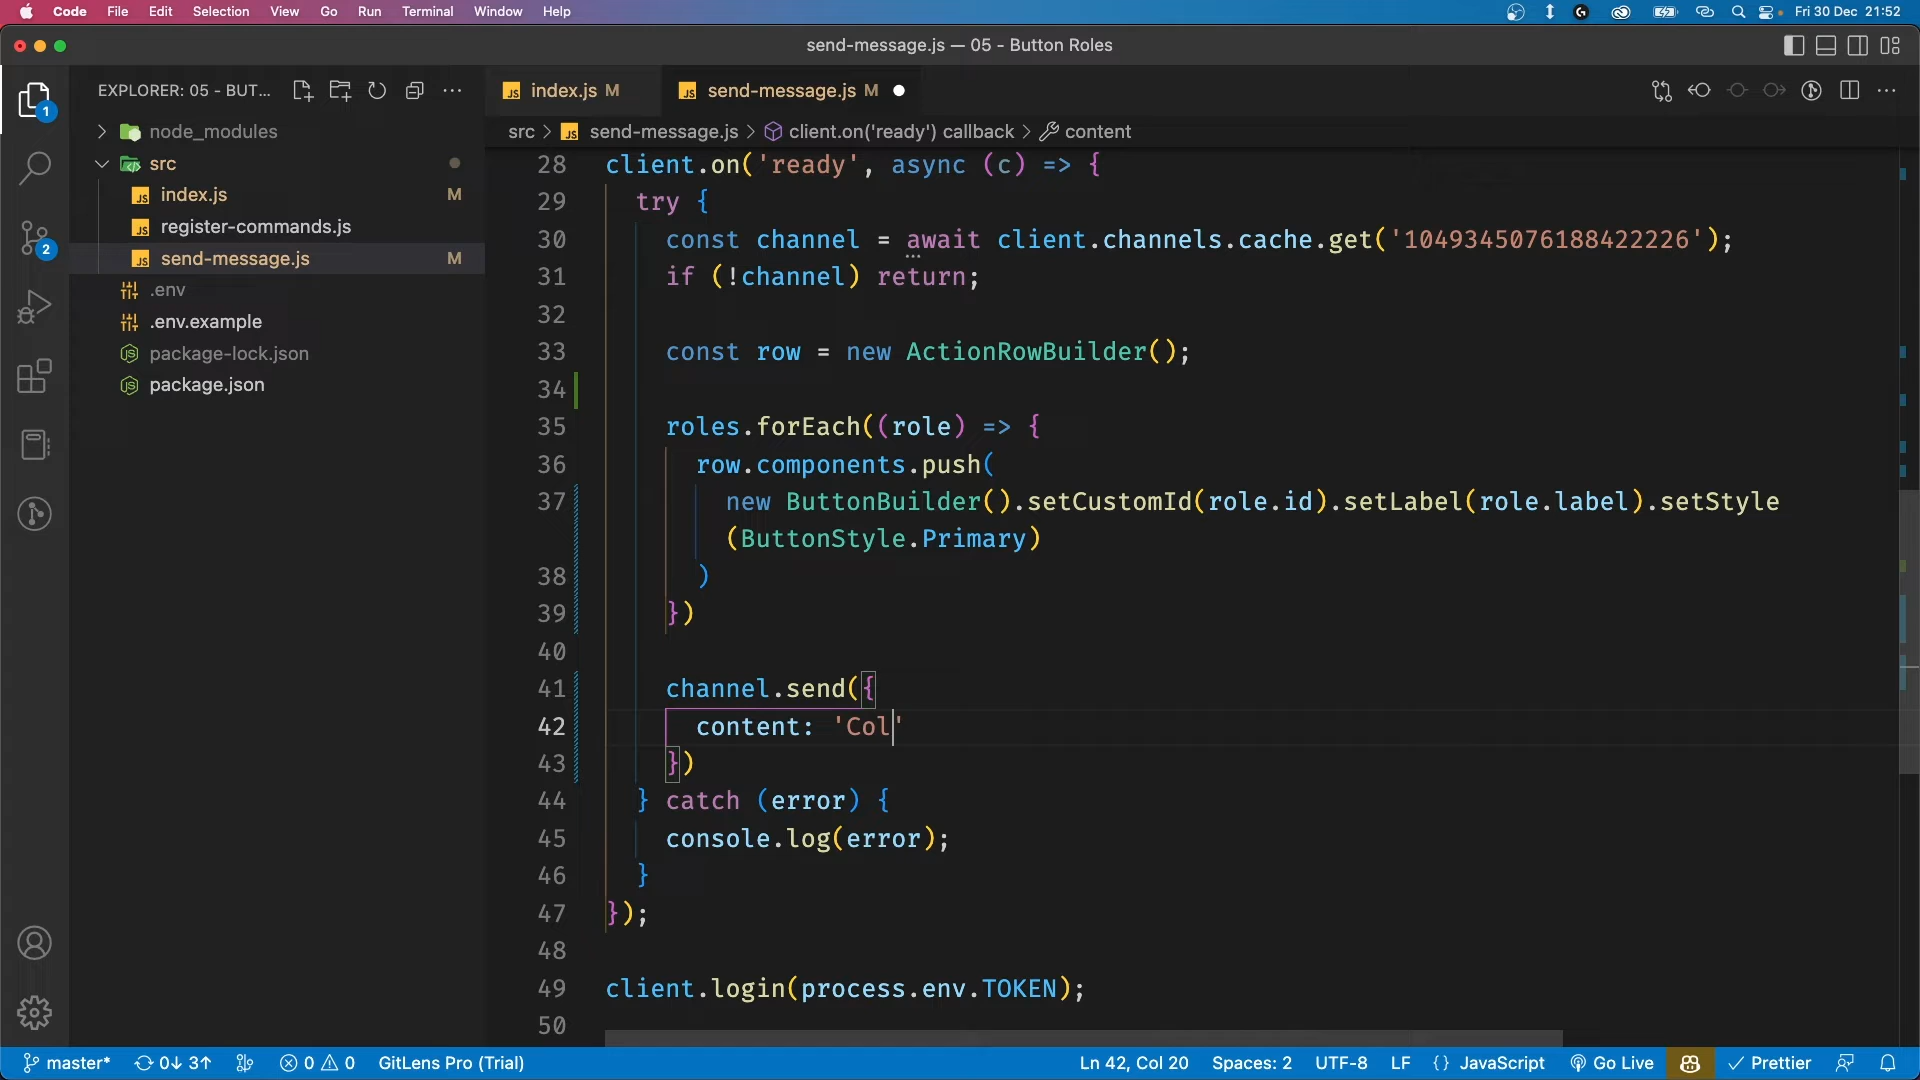 Code File Edit Selection View Go Run Terminal Window Help Fri 30 Dec 21:52
send-message.js — 05 - Button Roles
EXPLORER: 05 - BUT...
index.js M send-message.js M
src > send-message.js > client.on('ready') callback > content
1
node_modules
src
index.js M
register-commands.js
2
send-message.js M
.env
.env.example
package-lock.json
package.json
28 client.on('ready', async (c) => {
29 try {
30 const channel = await client.channels.cache.get('1049345076188422226');
31 if (!channel) return;
32
33 const row = new ActionRowBuilder();
34
35 roles.forEach((role) => {
36 row.components.push(
37 new ButtonBuilder().setCustomId(role.id).setLabel(role.label).setStyle
(ButtonStyle.Primary)
38 )
39 })
40
41 channel.send({
42 content: 'Col'
43 })
44 } catch (error) {
45 console.log(error);
46 }
47 });
48
49 client.login(process.env.TOKEN);
50
master* 0↓ 3↑ 0 0 GitLens Pro (Trial) Ln 42, Col 20 Spaces: 2 UTF-8 LF {} JavaScript Go Live Prettier